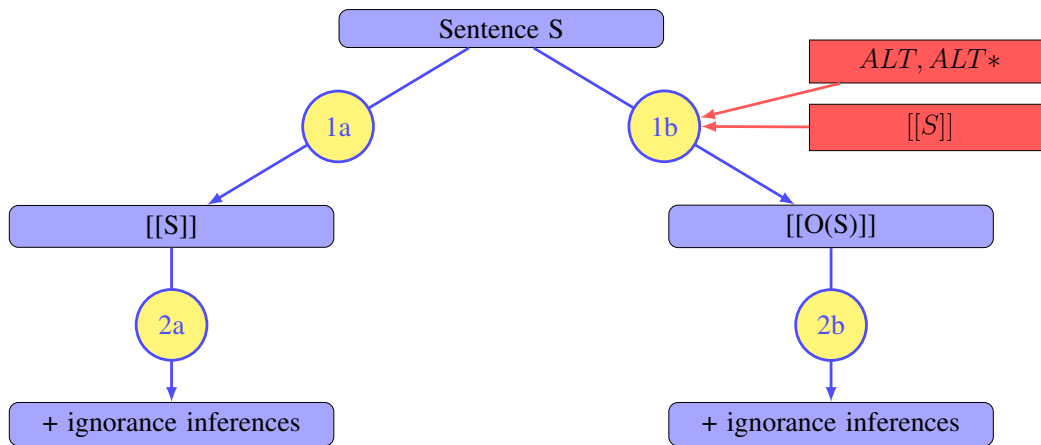 Sentence S
ALT, ALT*
1a
1b
[[S]]
[[S]]
[[O(S)]]
2a
2b
+ ignorance inferences
+ ignorance inferences